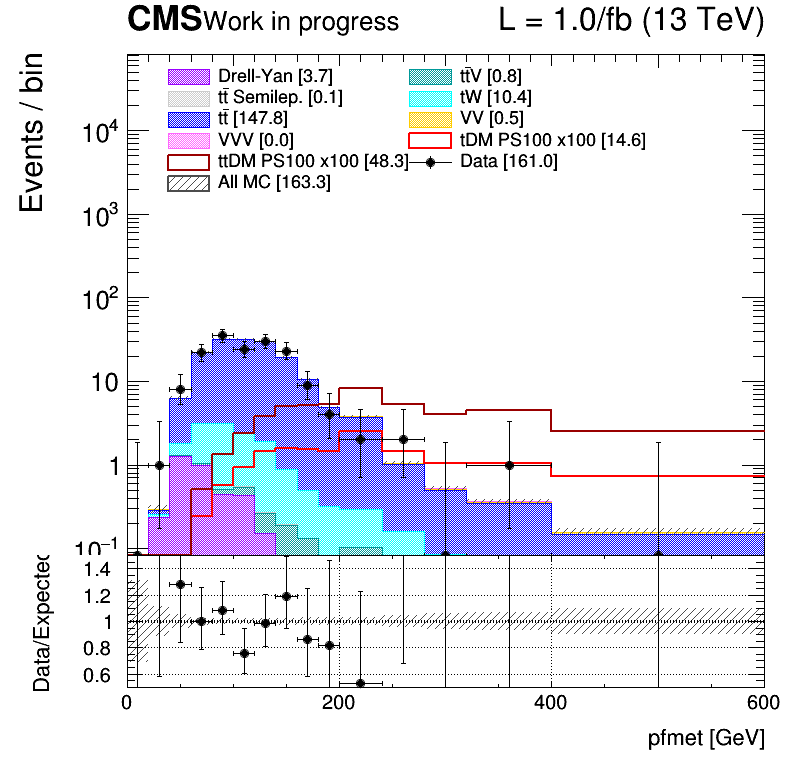 CMS Work in progress L = 1.0/fb (13 TeV)
Events / bin
Drell-Yan [3.7] tt̄V [0.8]
tt̄ Semilep. [0.1] tW [10.4]
tt̄ [147.8] VV [0.5]
VVV [0.0] tDM PS100 x100 [14.6]
ttDM PS100 x100 [48.3] Data [161.0]
All MC [163.3]
10⁴
10³
10²
10
1
10⁻¹
Data/Expected
1.4
1.2
1
0.8
0.6
0 200 400 600
pfmet [GeV]